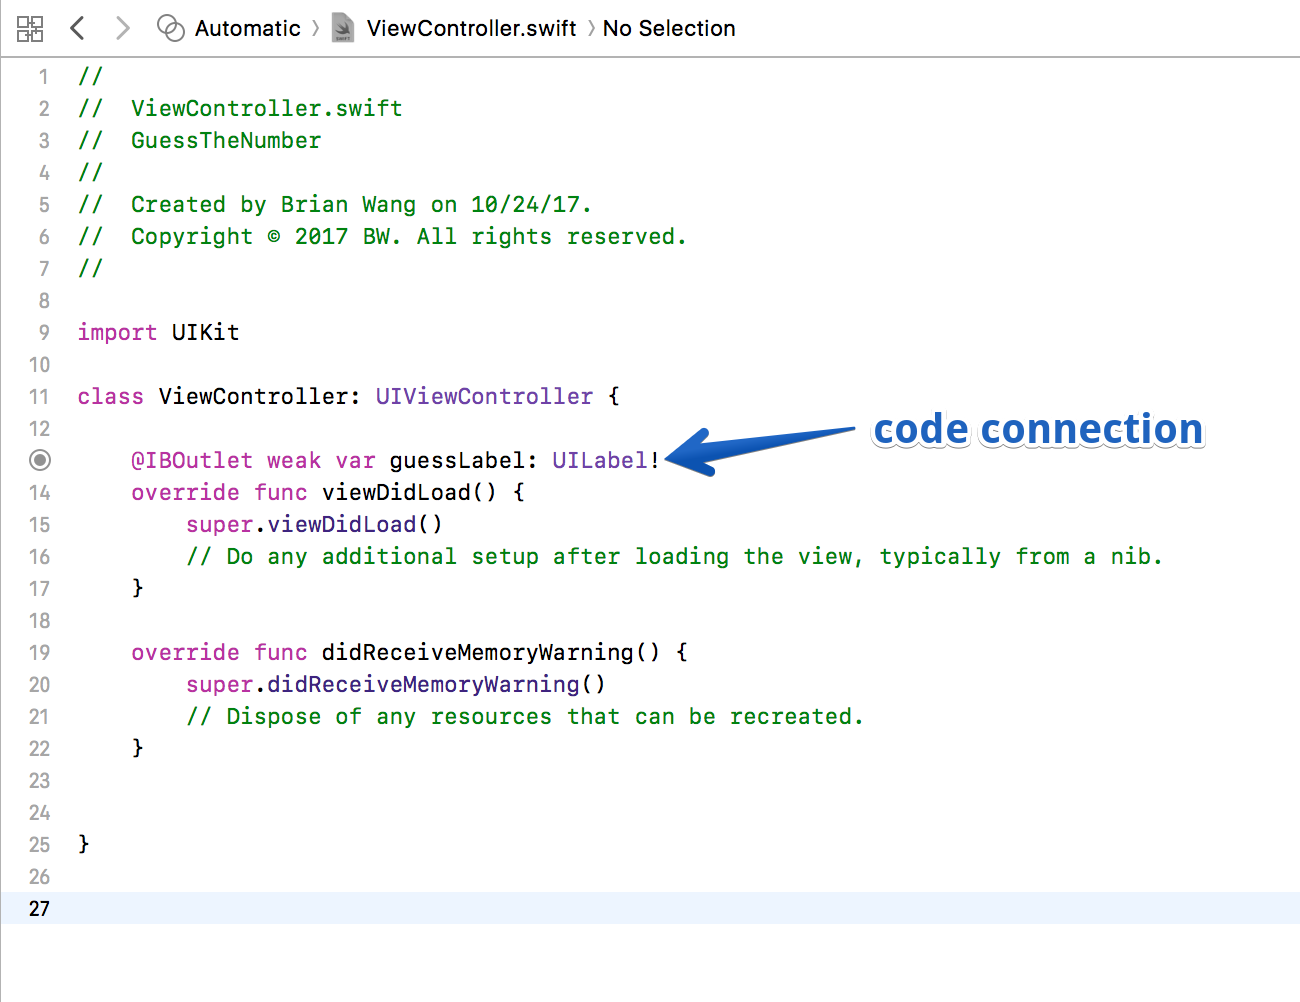 Automatic > ViewController.swift > No Selection
1 //
2 //  ViewController.swift
3 //  GuessTheNumber
4 //
5 //  Created by Brian Wang on 10/24/17.
6 //  Copyright © 2017 BW. All rights reserved.
7 //
8
9 import UIKit
10
11 class ViewController: UIViewController {
12
@IBOutlet weak var guessLabel: UILabel! code connection
14     override func viewDidLoad() {
15         super.viewDidLoad()
16         // Do any additional setup after loading the view, typically from a nib.
17     }
18
19     override func didReceiveMemoryWarning() {
20         super.didReceiveMemoryWarning()
21         // Dispose of any resources that can be recreated.
22     }
23
24
25 }
26
27